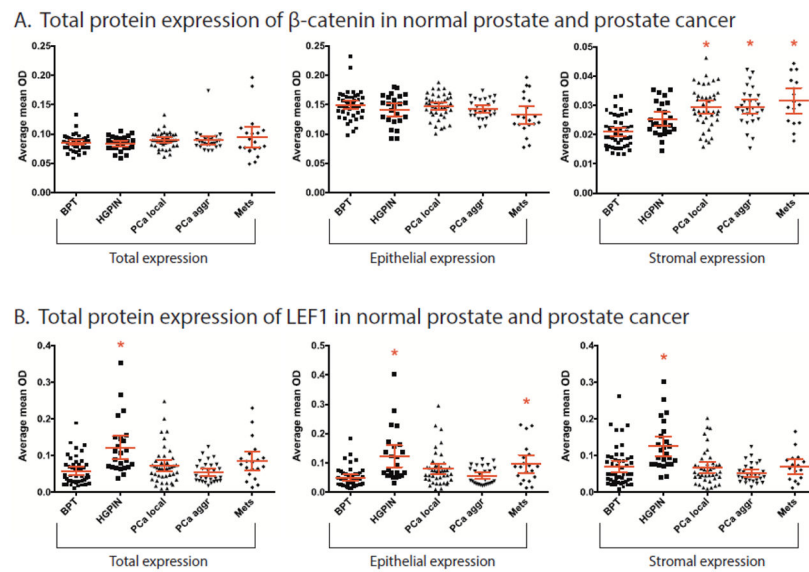 A. Total protein expression of β-catenin in normal prostate and prostate cancer
Average mean OD
0.25
0.20
0.15
0.10
0.05
0.00
BPT
HGPIN
PCa local
PCa aggr
Mets
Total expression
Average mean OD
0.25
0.20
0.15
0.10
0.05
0.00
BPT
HGPIN
PCa local
PCa aggr
Mets
Epithelial expression
Average mean OD
0.05
0.04
0.03
0.02
0.01
0.00
* * *
BPT
HGPIN
PCa local
PCa aggr
Mets
Stromal expression
B. Total protein expression of LEF1 in normal prostate and prostate cancer
Average mean OD
0.4
0.3
0.2
0.1
0.0
*
BPT
HGPIN
PCa local
PCa aggr
Mets
Total expression
Average mean OD
0.5
0.4
0.3
0.2
0.1
0.0
*
*
BPT
HGPIN
PCa local
PCa aggr
Mets
Epithelial expression
Average mean OD
0.4
0.3
0.2
0.1
0.0
*
BPT
HGPIN
PCa local
PCa aggr
Mets
Stromal expression